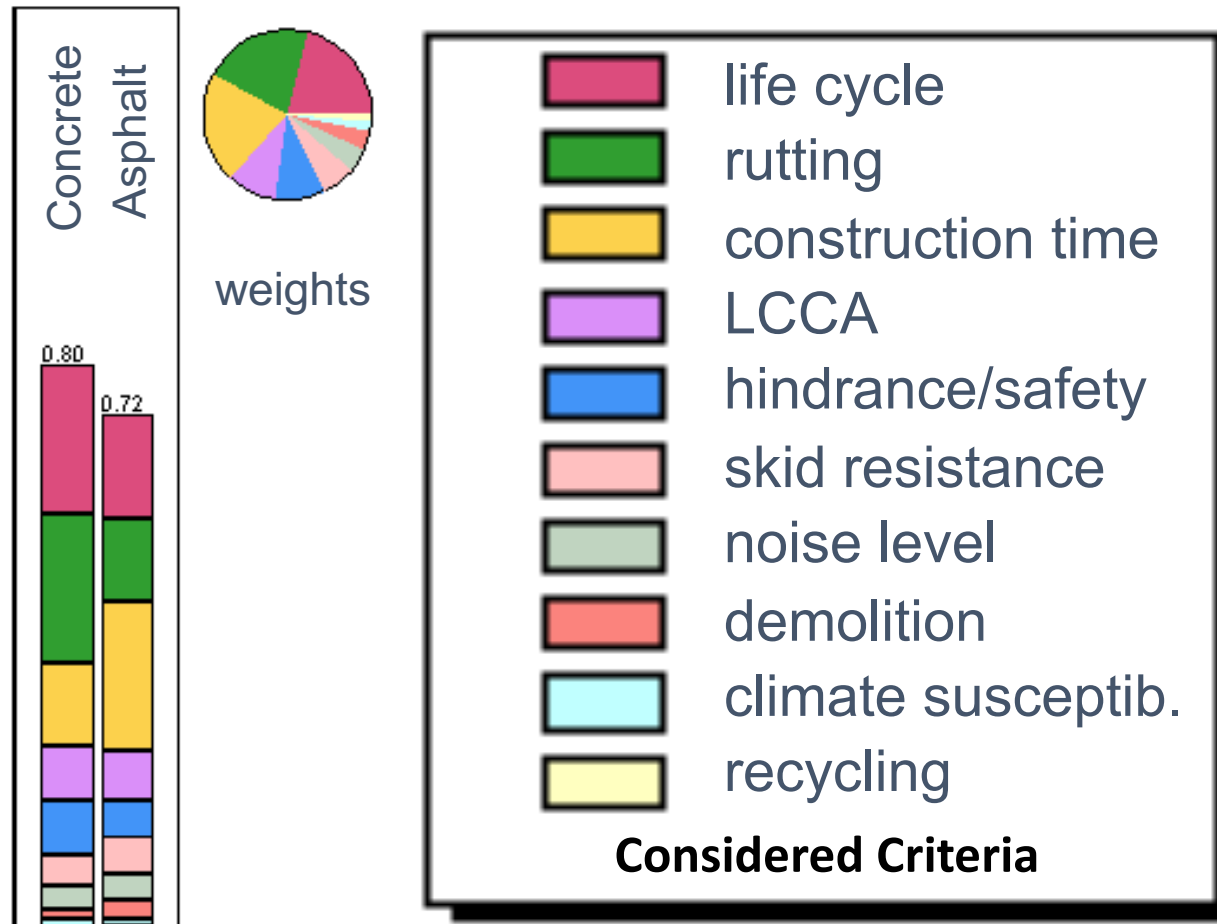 Concrete
Asphalt
weights
0.80
0.72
life cycle
rutting
construction time
LCCA
hindrance/safety
skid resistance
noise level
demolition
climate susceptib.
recycling
Considered Criteria